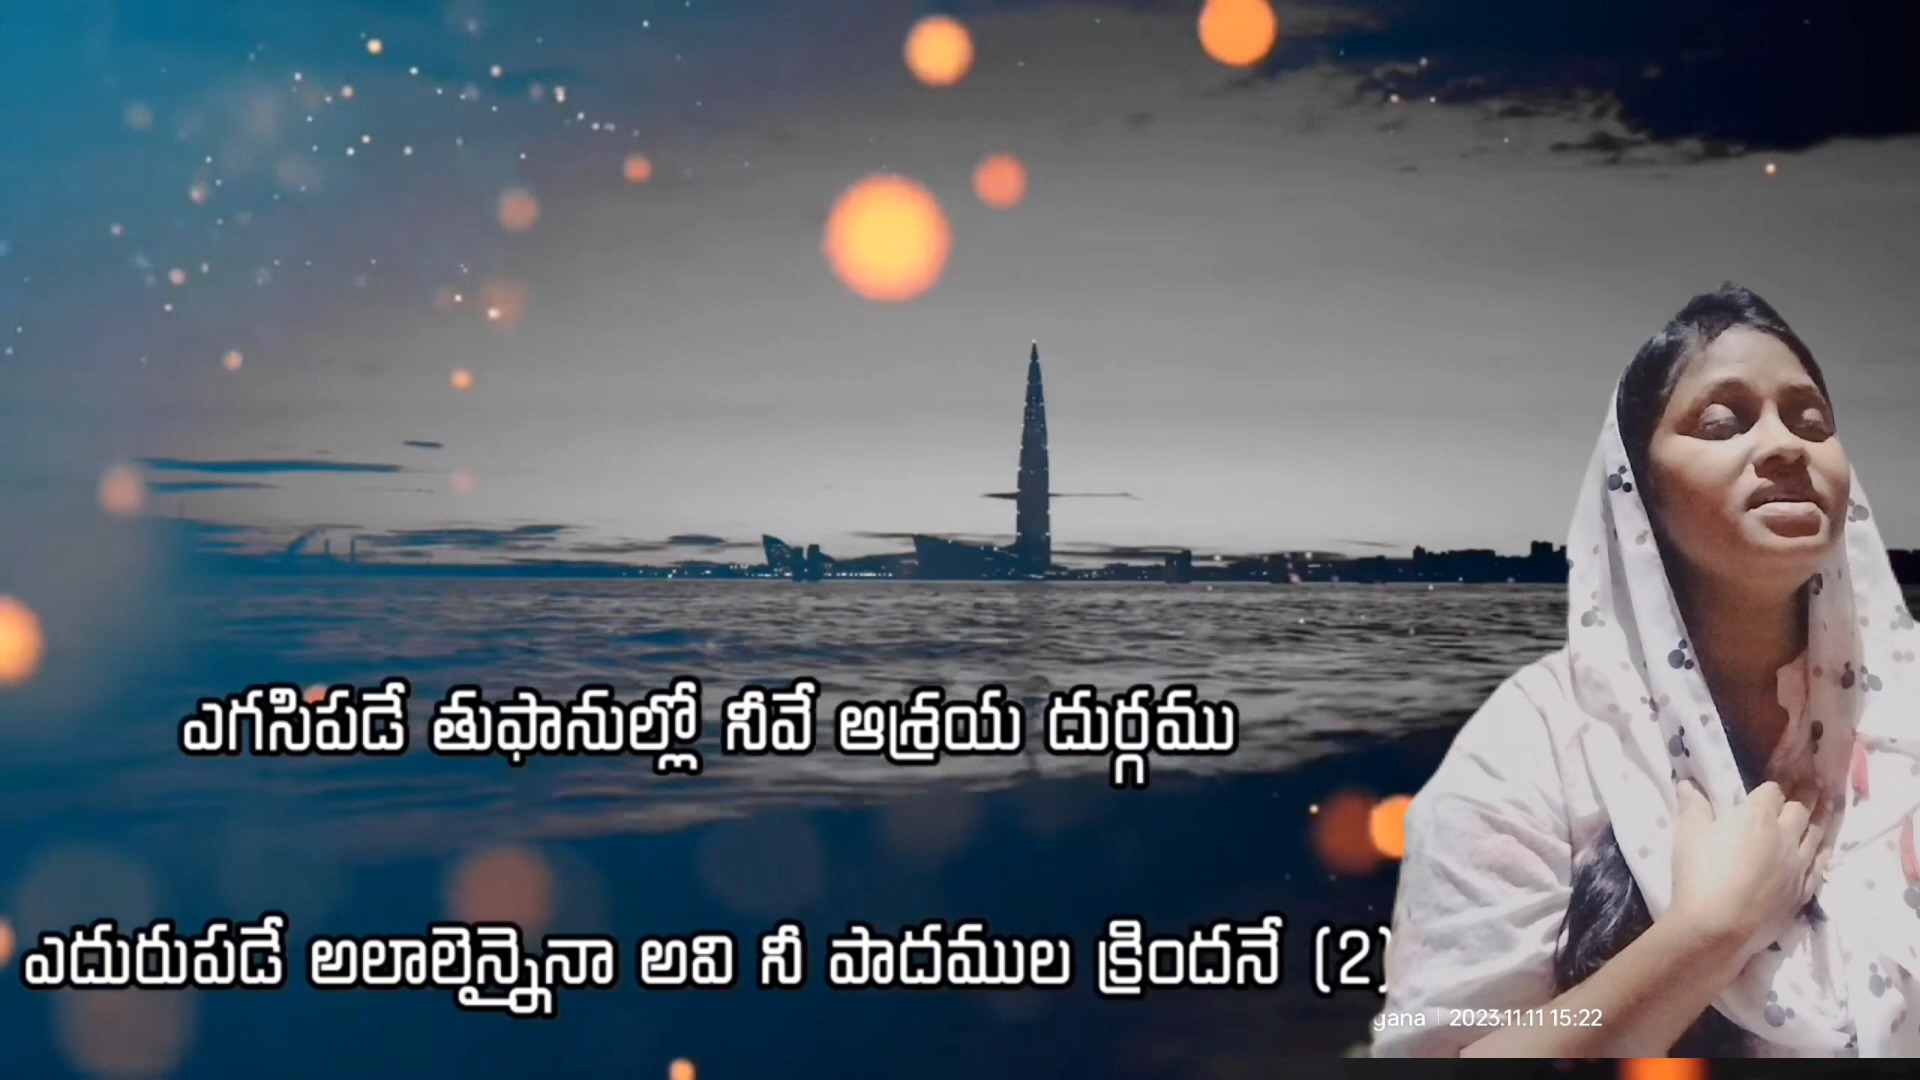 ఎగసిపడే తుఫానుల్లో నీవే ఆశ్రయ దుర్గము
ఎదురుపడే అలాలెన్నైనా అవి నీ పాదముల క్రిందనే (2)
gana | 2023.11.11 15:22